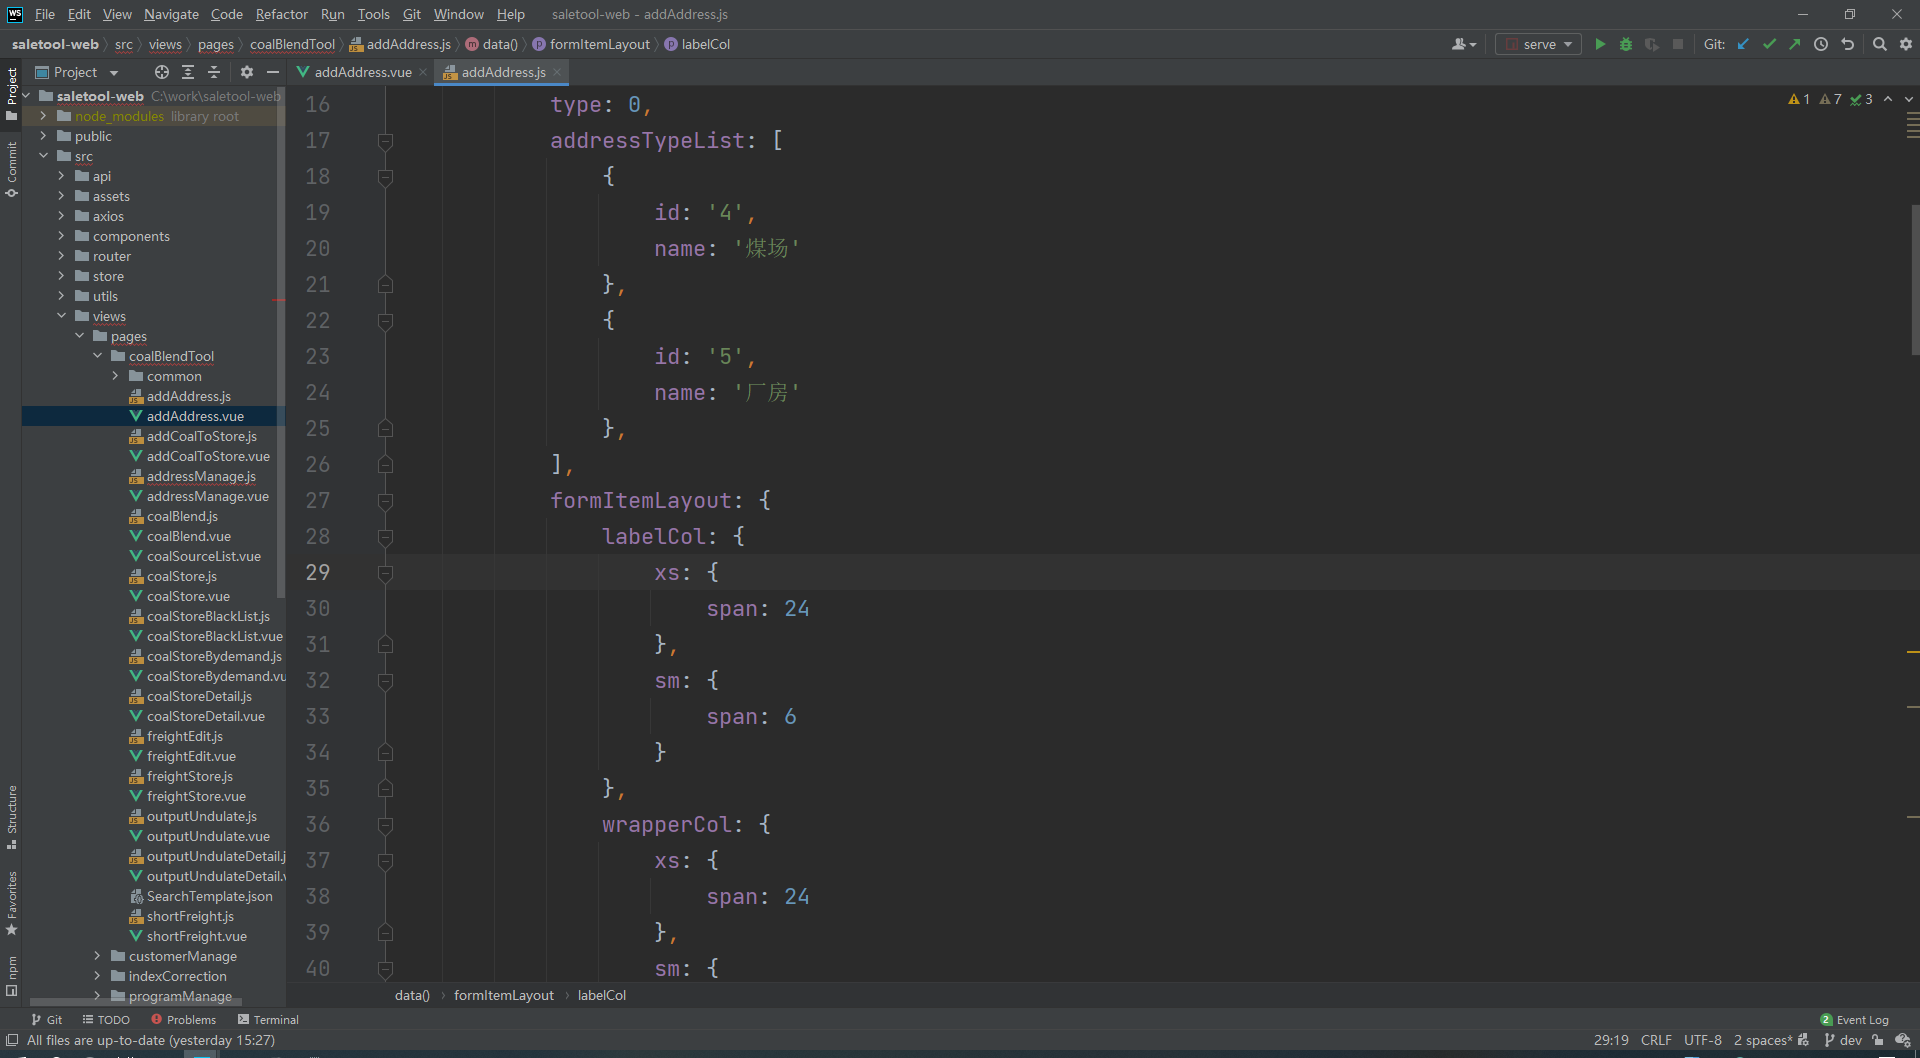 WS File Edit View Navigate Code Refactor Run Tools Git Window Help saletool-web - addAddress.js
saletool-web src views pages coalBlendTool addAddress.js data() formItemLayout labelCol serve Git:
Project addAddress.vue addAddress.js
Project
Commit
Structure
Favorites
npm
saletool-web C:\work\saletool-web
node_modules library root
public
src
api
assets
axios
components
router
store
utils
views
pages
coalBlendTool
common
addAddress.js
addAddress.vue
addCoalToStore.js
addCoalToStore.vue
addressManage.js
addressManage.vue
coalBlend.js
coalBlend.vue
coalSourceList.vue
coalStore.js
coalStore.vue
coalStoreBlackList.js
coalStoreBlackList.vue
coalStoreBydemand.js
coalStoreBydemand.vu
coalStoreDetail.js
coalStoreDetail.vue
freightEdit.js
freightEdit.vue
freightStore.js
freightStore.vue
outputUndulate.js
outputUndulate.vue
outputUndulateDetail.j
outputUndulateDetail.v
SearchTemplate.json
shortFreight.js
shortFreight.vue
customerManage
indexCorrection
programManage
1 7 3
16 type: 0,
17 addressTypeList: [
18 {
19 id: '4',
20 name: '煤场'
21 },
22 {
23 id: '5',
24 name: '厂房'
25 },
26 ],
27 formItemLayout: {
28 labelCol: {
29 xs: {
30 span: 24
31 },
32 sm: {
33 span: 6
34 }
35 },
36 wrapperCol: {
37 xs: {
38 span: 24
39 },
40 sm: {
data() formItemLayout labelCol
Git TODO Problems Terminal 2 Event Log
All files are up-to-date (yesterday 15:27) 29:19 CRLF UTF-8 2 spaces* dev